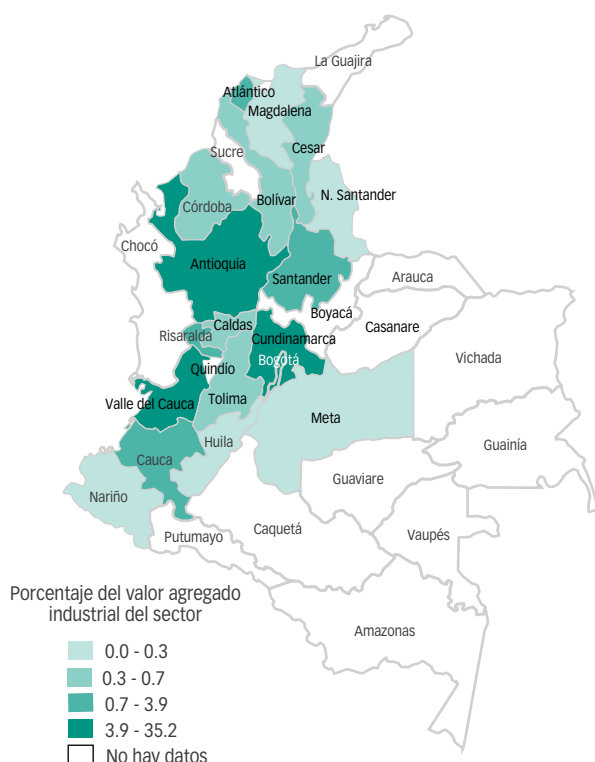 La Guajira
Atlántico
Magdalena
Cesar
Sucre
N. Santander
Bolívar
Córdoba
Chocó
Antioquia
Santander
Arauca
Boyacá
Casanare
Caldas
Risaralda
Cundinamarca
Bogotá
Vichada
Quindío
Valle del Cauca
Tolima
Meta
Huila
Guainía
Cauca
Guaviare
Nariño
Caquetá
Vaupés
Putumayo
Amazonas
Porcentaje del valor agregado
industrial del sector
0.0 - 0.3
0.3 - 0.7
0.7 - 3.9
3.9 - 35.2
No hay datos